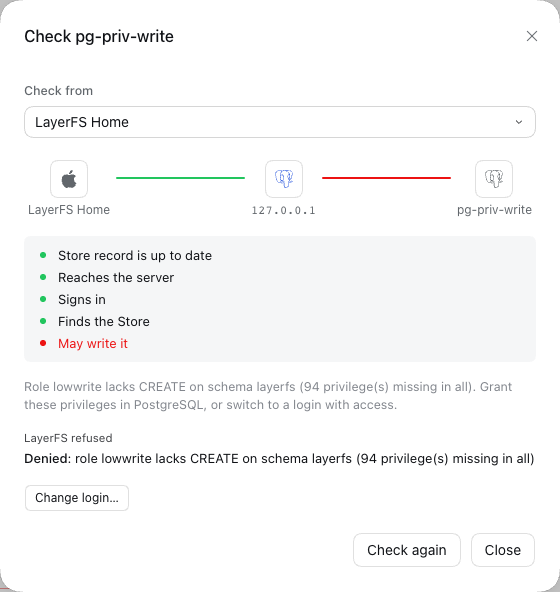 Check pg-priv-write
Check from
LayerFS Home
LayerFS Home
127.0.0.1
pg-priv-write
Store record is up to date
Reaches the server
Signs in
Finds the Store
May write it
Role lowwrite lacks CREATE on schema layerfs (94 privilege(s) missing in all). Grant
these privileges in PostgreSQL, or switch to a login with access.
LayerFS refused
Denied: role lowwrite lacks CREATE on schema layerfs (94 privilege(s) missing in all)
Change login...
Check again
Close